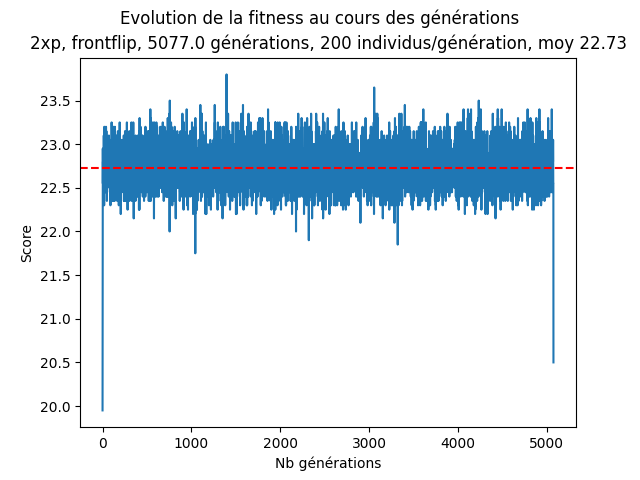 Evolution de la fitness au cours des générations
2xp, frontflip, 5077.0 générations, 200 individus/génération, moy 22.73
23.5
23.0
22.5
22.0
21.5
21.0
20.5
20.0
Score
0 1000 2000 3000 4000 5000
Nb générations